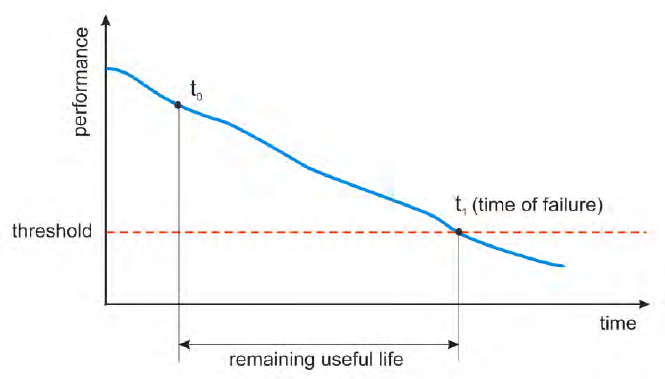 performance
t₀
t₁ (time of failure)
threshold
time
remaining useful life